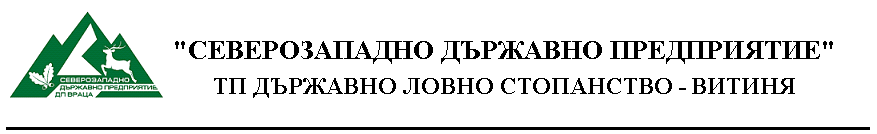 СЕВЕРОЗАПАДНО
ДЪРЖАВНО ПРЕДПРИЯТИЕ
ДП ВРАЦА
"СЕВЕРОЗАПАДНО ДЪРЖАВНО ПРЕДПРИЯТИЕ"
ТП ДЪРЖАВНО ЛОВНО СТОПАНСТВО - ВИТИНЯ